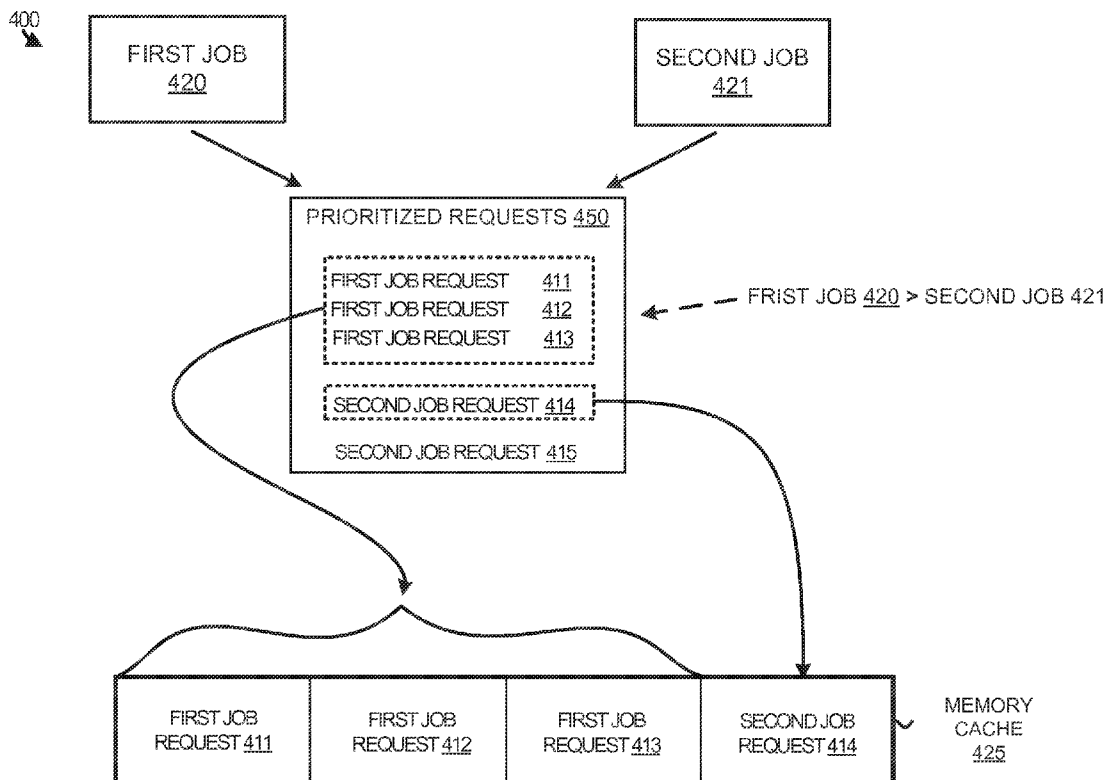 400
FIRST JOB
420
SECOND JOB
421
PRIORITIZED REQUESTS 450
FIRST JOB REQUEST 411
FIRST JOB REQUEST 412
FIRST JOB REQUEST 413
FRIST JOB 420 > SECOND JOB 421
SECOND JOB REQUEST 414
SECOND JOB REQUEST 415
FIRST JOB
REQUEST 411
FIRST JOB
REQUEST 412
FIRST JOB
REQUEST 413
SECOND JOB
REQUEST 414
MEMORY
CACHE
425